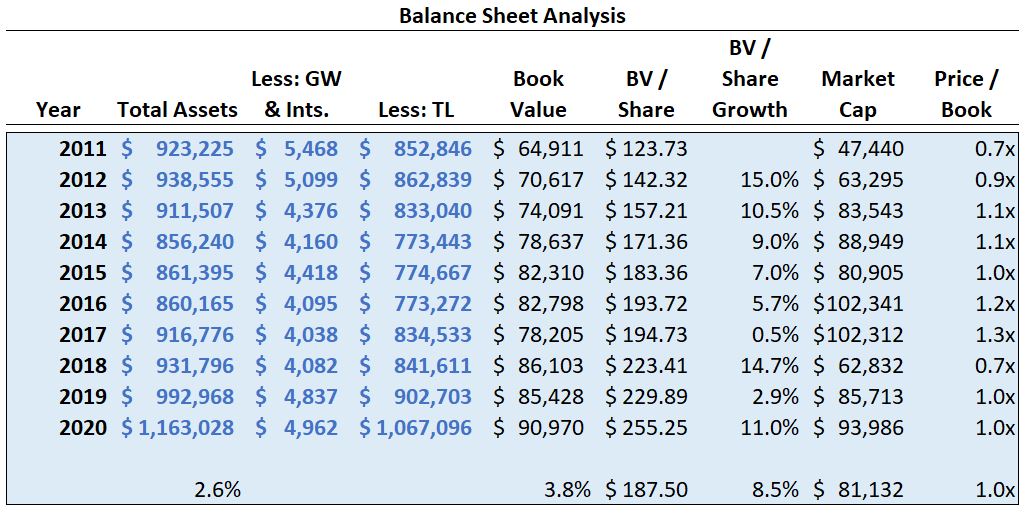 Balance Sheet Analysis
BV /
Less: GW Book BV / Share Market Price /
Year Total Assets & Ints. Less: TL Value Share Growth Cap Book
2011 $ 923,225 $ 5,468 $ 852,846 $ 64,911 $ 123.73 $ 47,440 0.7x
2012 $ 938,555 $ 5,099 $ 862,839 $ 70,617 $ 142.32 15.0% $ 63,295 0.9x
2013 $ 911,507 $ 4,376 $ 833,040 $ 74,091 $ 157.21 10.5% $ 83,543 1.1x
2014 $ 856,240 $ 4,160 $ 773,443 $ 78,637 $ 171.36 9.0% $ 88,949 1.1x
2015 $ 861,395 $ 4,418 $ 774,667 $ 82,310 $ 183.36 7.0% $ 80,905 1.0x
2016 $ 860,165 $ 4,095 $ 773,272 $ 82,798 $ 193.72 5.7% $102,341 1.2x
2017 $ 916,776 $ 4,038 $ 834,533 $ 78,205 $ 194.73 0.5% $102,312 1.3x
2018 $ 931,796 $ 4,082 $ 841,611 $ 86,103 $ 223.41 14.7% $ 62,832 0.7x
2019 $ 992,968 $ 4,837 $ 902,703 $ 85,428 $ 229.89 2.9% $ 85,713 1.0x
2020 $ 1,163,028 $ 4,962 $ 1,067,096 $ 90,970 $ 255.25 11.0% $ 93,986 1.0x
2.6% 3.8% $ 187.50 8.5% $ 81,132 1.0x